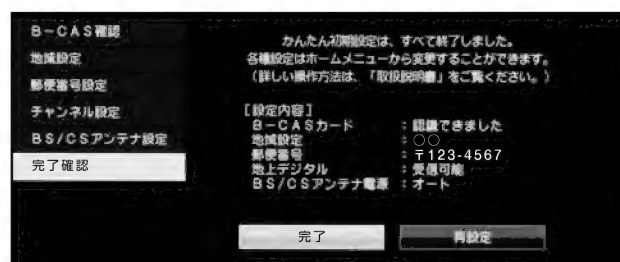 B-CAS確認
地域設定
郵便番号設定
チャンネル設定
BS/CSアンテナ設定
完了確認
かんたん初期設定は、すべて終了しました。
各種設定はホームメニューから変更することができます。
(詳しい操作方法は、「取扱説明書」をご覧ください。)
[設定内容]
B-CASカード : 認識できました
地域設定 : ○○
郵便番号 : 〒123-4567
地上デジタル : 受信可能
BS/CSアンテナ電源 : オート
完了 再設定